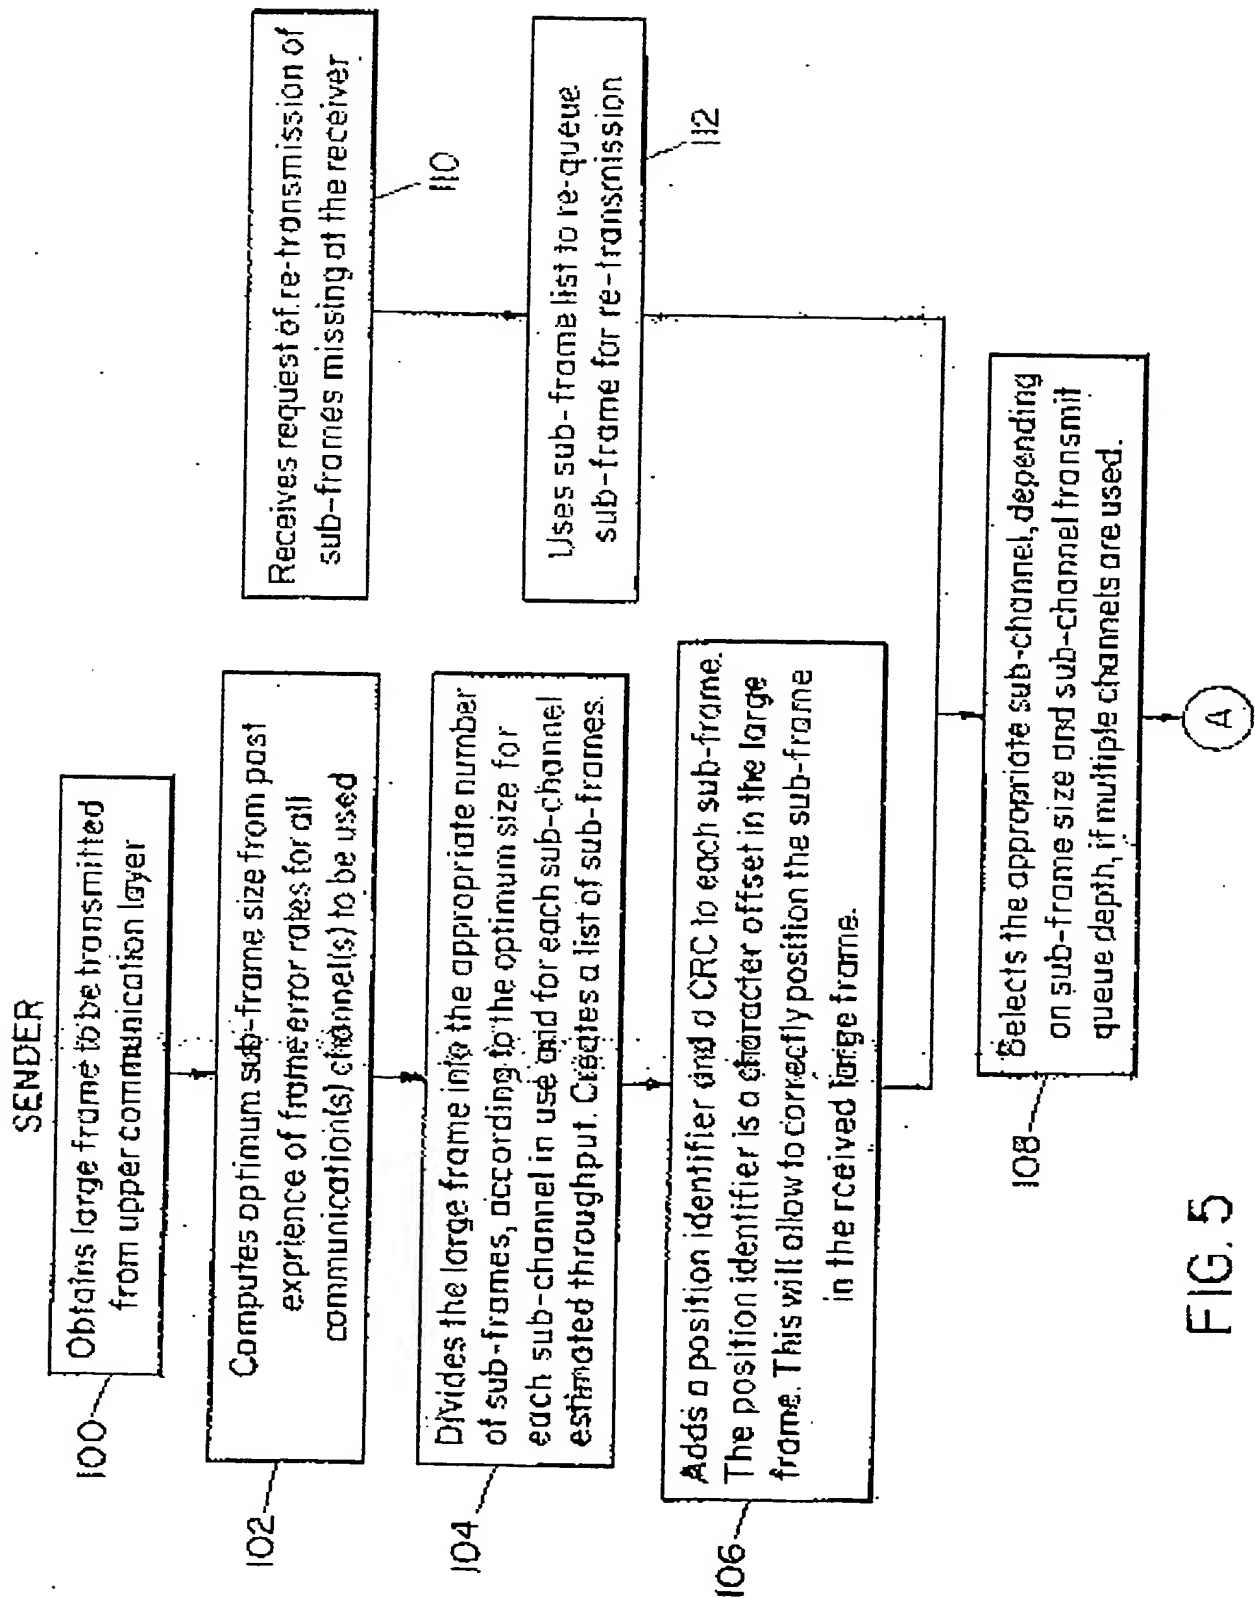 SENDER
Obtains large frame to be transmitted
from upper communication layer
100
Computes optimum sub-frame size from past
exprience of frame error rates for all
communication(s) channel(s) to be used
102
Divides the large frame into the appropriate number
of sub-frames, according to the optimum size for
each sub-channel in use and for each sub-channel
estimated throughput. Creates a list of sub-frames.
104
Adds a position identifier and a CRC to each sub-frame.
The position identifier is a character offset in the large
frame. This will allow to correctly position the sub-frame
in the rceived large frame.
106
Receives request of re-transmission of
sub-frames missing at the receiver
110
Uses sub-frame list to re-queue
sub-frame for re-transmission
112
Selects the appropriate sub-channel, depending
on sub-frame size and sub-channel transmit
queue depth, if multiple channels are used.
108
A
FIG. 5